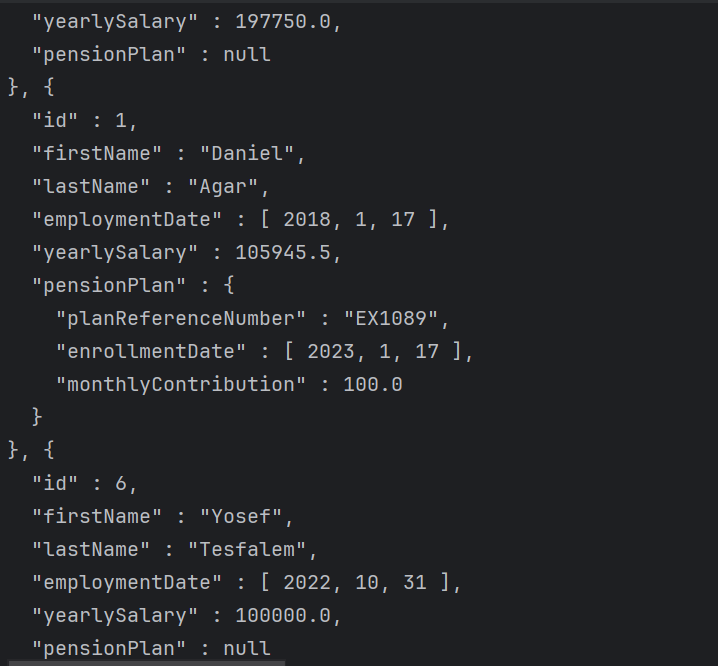 "yearlySalary" : 197750.0,
"pensionPlan" : null
}, {
"id" : 1,
"firstName" : "Daniel",
"lastName" : "Agar",
"employmentDate" : [ 2018, 1, 17 ],
"yearlySalary" : 105945.5,
"pensionPlan" : {
"planReferenceNumber" : "EX1089",
"enrollmentDate" : [ 2023, 1, 17 ],
"monthlyContribution" : 100.0
}
}, {
"id" : 6,
"firstName" : "Yosef",
"lastName" : "Tesfalem",
"employmentDate" : [ 2022, 10, 31 ],
"yearlySalary" : 100000.0,
"pensionPlan" : null